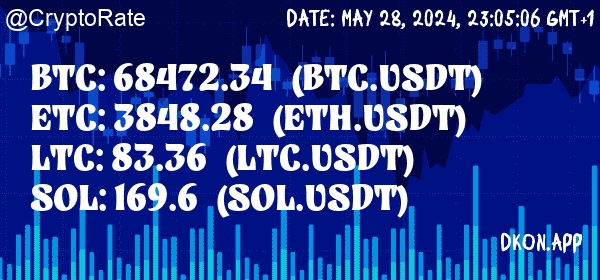 @CryptoRate
DATE: MAY 28, 2024, 23:05:06 GMT+1
BTC: 68472.34 (BTC.USDT)
ETC: 3848.28 (ETH.USDT)
LTC: 83.36 (LTC.USDT)
SOL: 169.6 (SOL.USDT)
DKON.APP